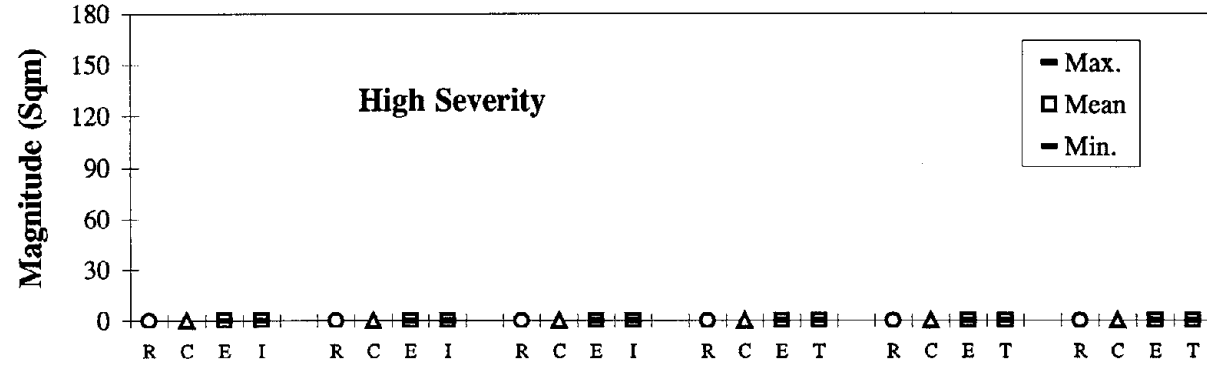 180
150
120
90
60
30
0
Magnitude (Sqm)
High Severity
Max.
Mean
Min.
R C E I R C E I R C E I R C E T R C E T R C E T